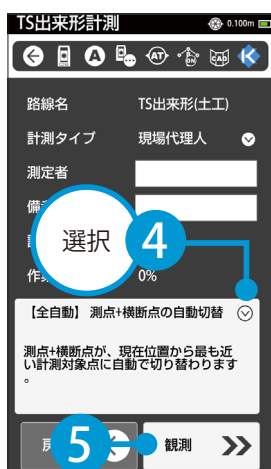 TS出来形計測 0.100m
A AT ON CAD
路線名 TS出来形(土工)
計測タイプ 現場代理人
測定者
選択 4
0%
【全自動】 測点+横断点の自動切替
測点+横断点が、現在位置から最も近
い計測対象点に自動で切り替わります
。
5 観測